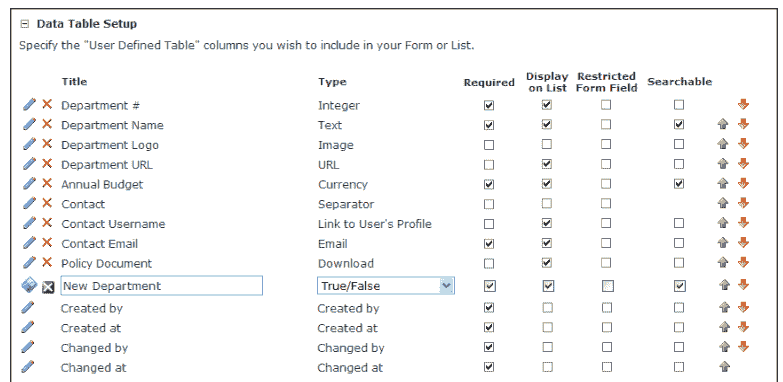 Data Table Setup
Specify the "User Defined Table" columns you wish to include in your Form or List.
Title Type Required Display on List Restricted Form Field Searchable
Department # Integer
Department Name Text
Department Logo Image
Department URL URL
Annual Budget Currency
Contact Separator
Contact Username Link to User's Profile
Contact Email Email
Policy Document Download
New Department True/False
Created by Created by
Created at Created at
Changed by Changed by
Changed at Changed at